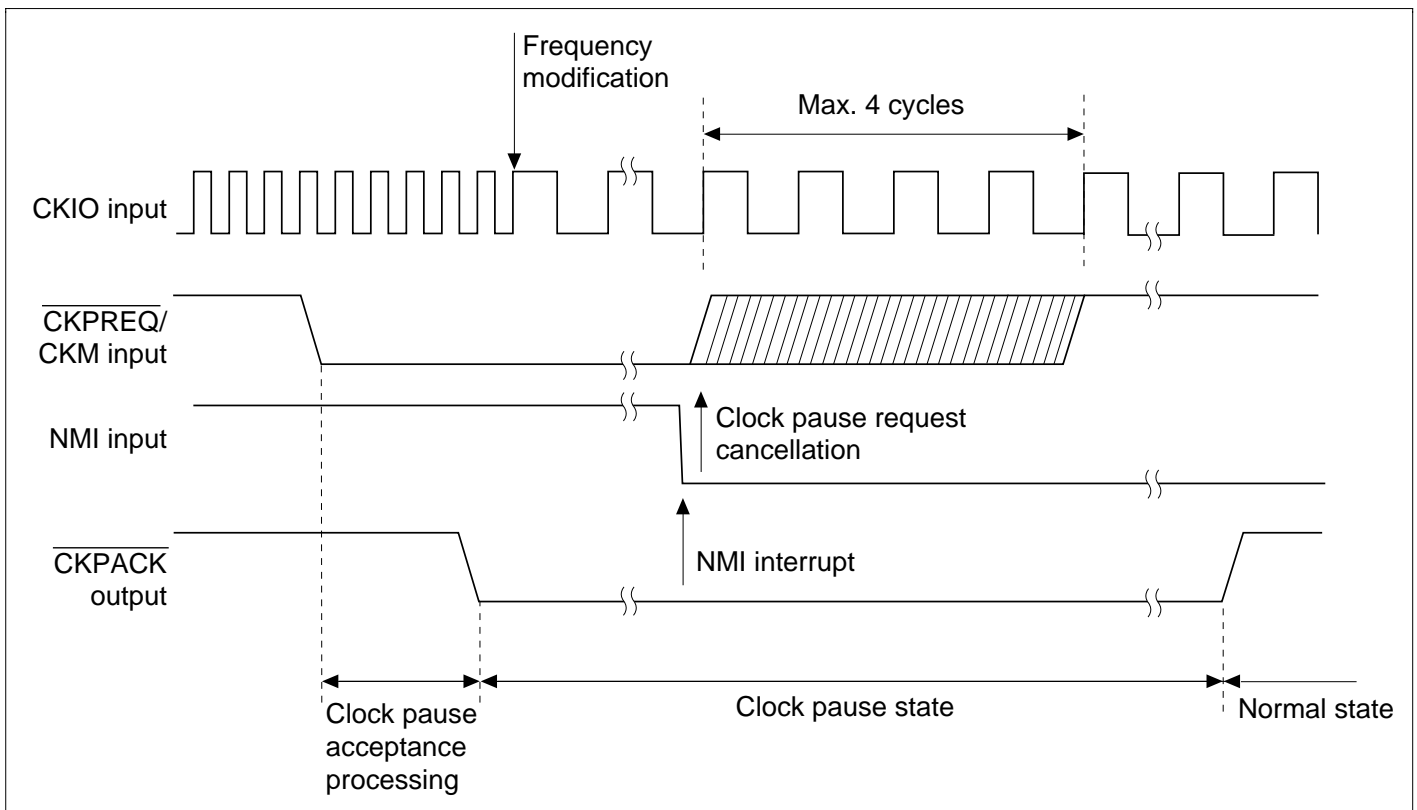 Frequency
modification
Max. 4 cycles
CKIO input
CKPREQ/
CKM input
NMI input
Clock pause request
cancellation
CKPACK
output
NMI interrupt
Clock pause
acceptance
processing
Clock pause state
Normal state